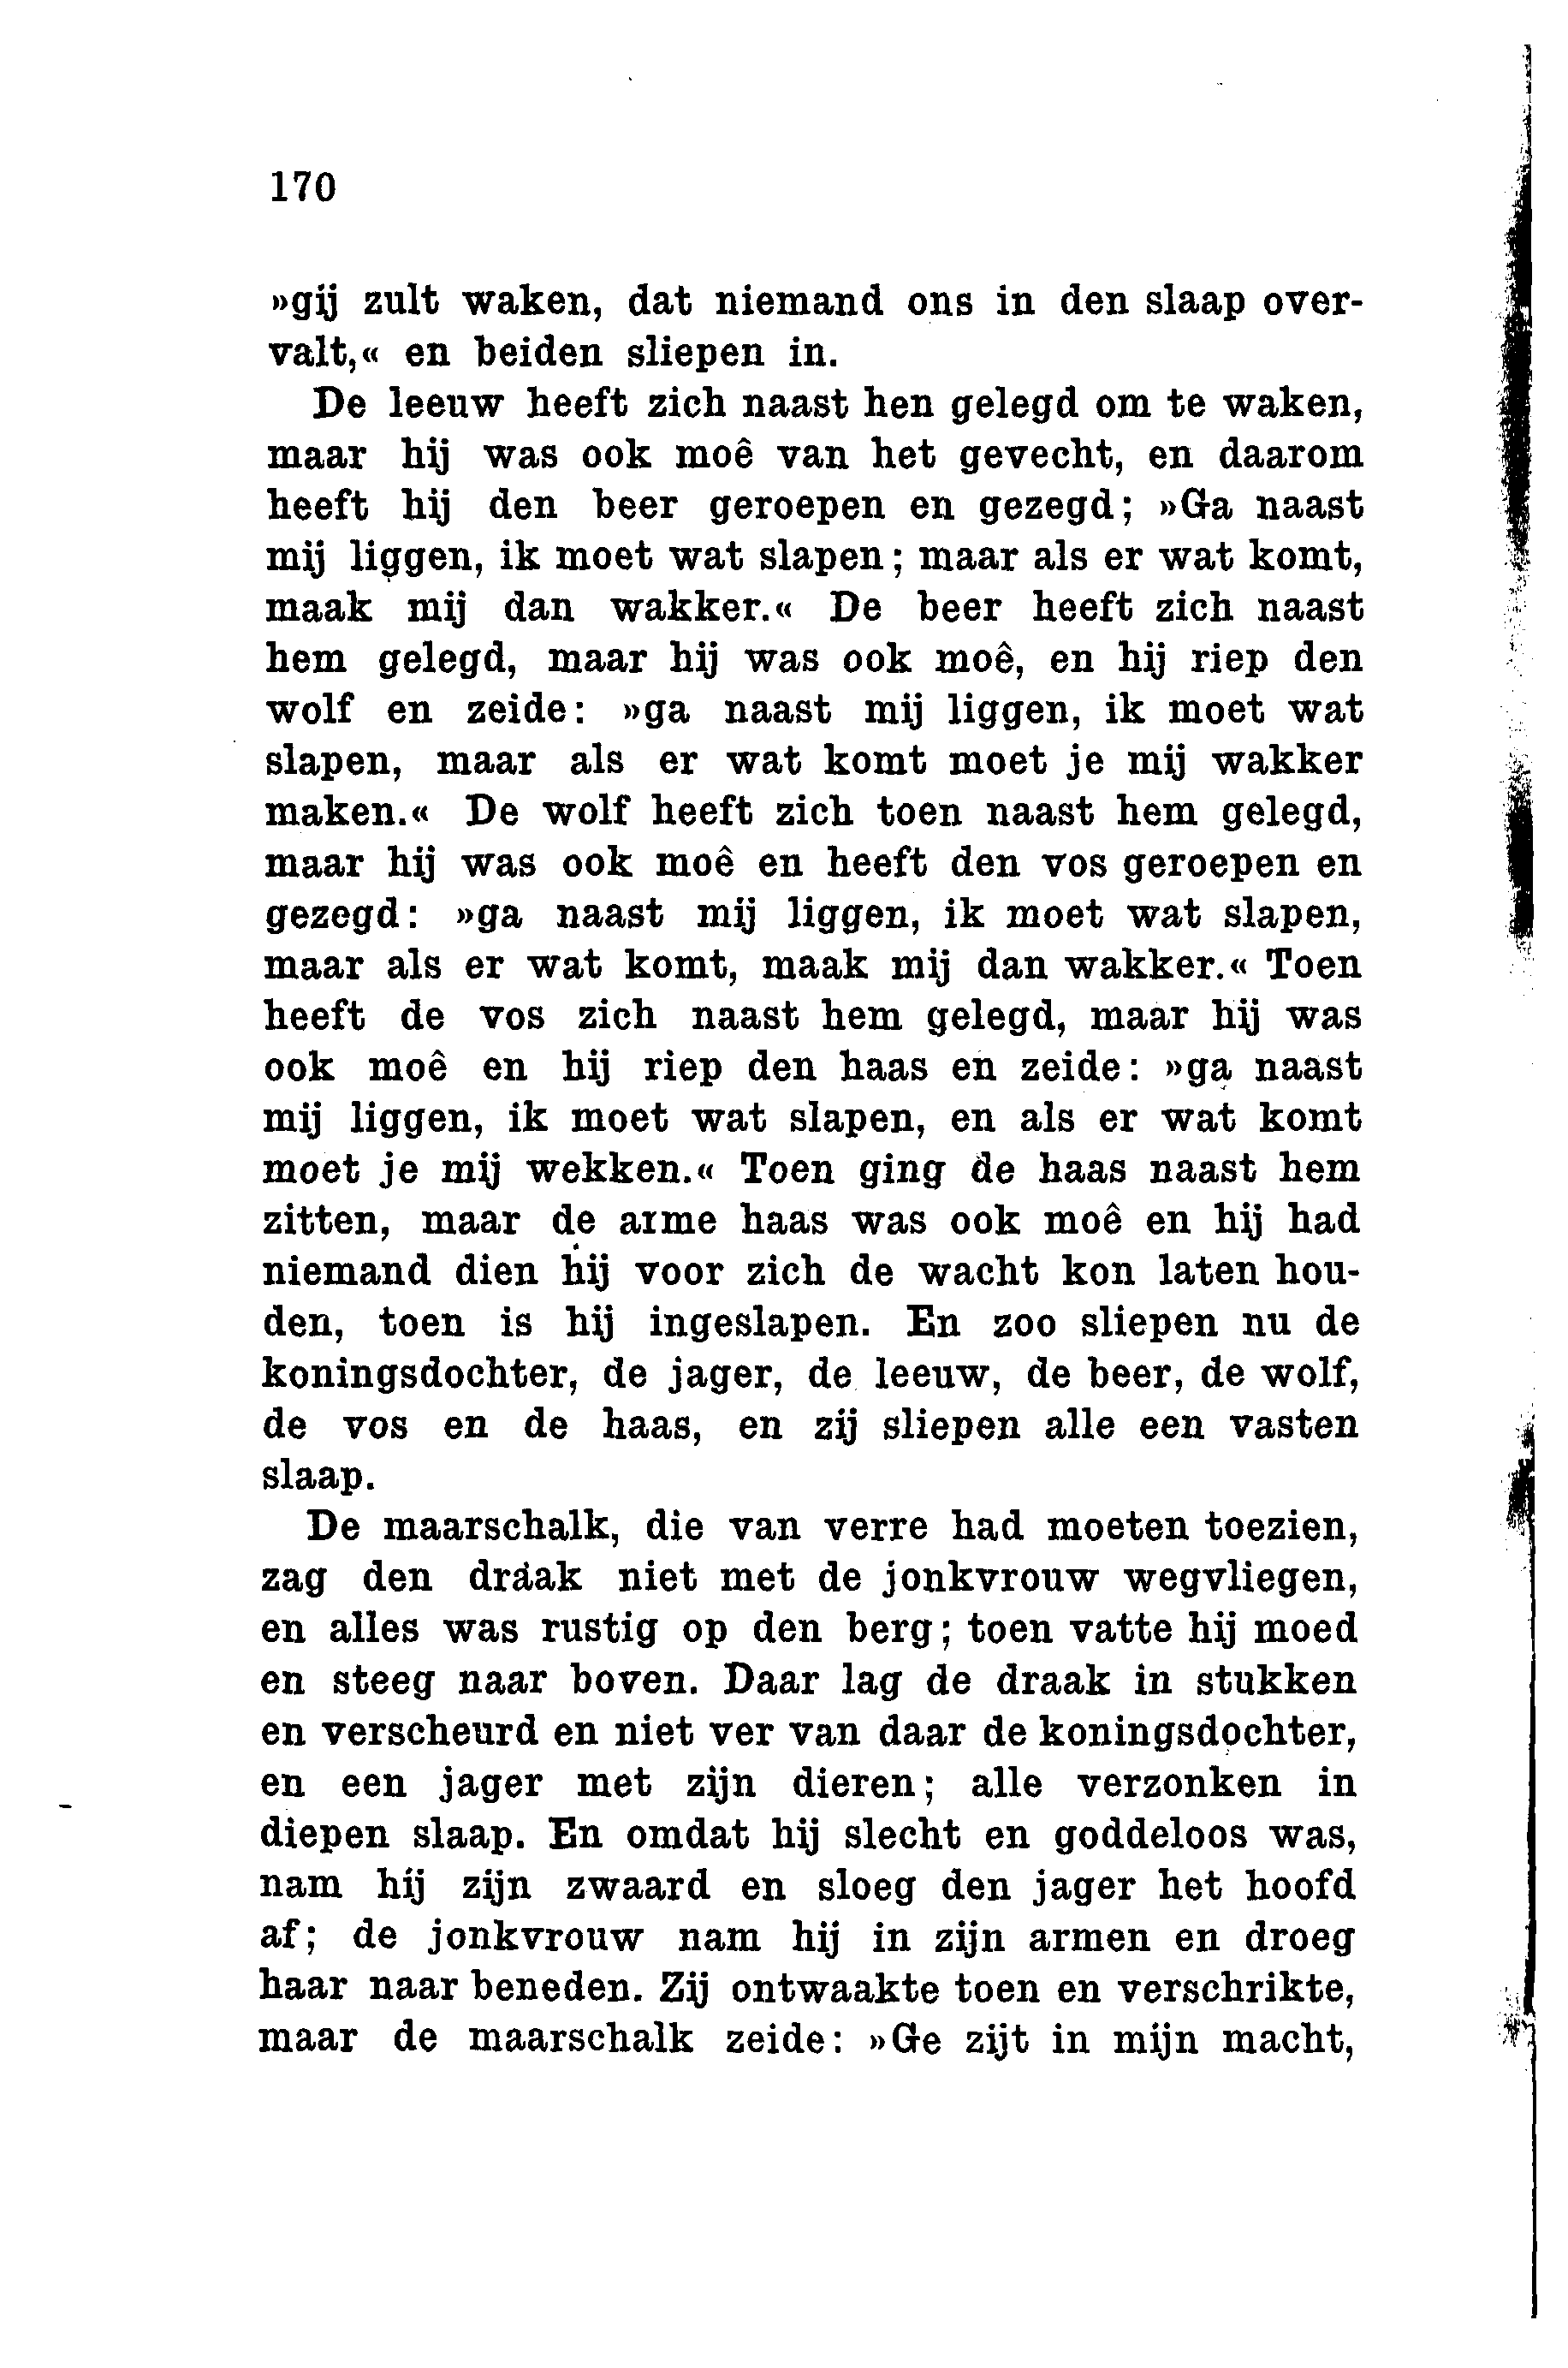 170
»gij zult waken, dat niemand ons in den slaap over-
valt,« en beiden sliepen in.
De leeuw heeft zich naast hen gelegd om te waken,
maar hij was ook moê van het gevecht, en daarom
heeft hij den beer geroepen en gezegd; »Ga naast
mij liggen, ik moet wat slapen; maar als er wat komt,
maak mij dan wakker.« De beer heeft zich naast
hem gelegd, maar hij was ook moê, en hij riep den
wolf en zeide: »ga naast mij liggen, ik moet wat
slapen, maar als er wat komt moet je mij wakker
maken.« De wolf heeft zich toen naast hem gelegd,
maar hij was ook moê en heeft den vos geroepen en
gezegd: »ga naast mij liggen, ik moet wat slapen,
maar als er wat komt, maak mij dan wakker.« Toen
heeft de vos zich naast hem gelegd, maar hij was
ook moê en hij riep den haas en zeide: »ga naast
mij liggen, ik moet wat slapen, en als er wat komt
moet je mij wekken.« Toen ging de haas naast hem
zitten, maar de arme haas was ook moê en hij had
niemand dien hij voor zich de wacht kon laten hou-
den, toen is hij ingeslapen. En zoo sliepen nu de
koningsdochter, de jager, de leeuw, de beer, de wolf,
de vos en de haas, en zij sliepen alle een vasten
slaap.
De maarschalk, die van verre had moeten toezien,
zag den draak niet met de jonkvrouw wegvliegen,
en alles was rustig op den berg; toen vatte hij moed
en steeg naar boven. Daar lag de draak in stukken
en verscheurd en niet ver van daar de koningsdochter,
en een jager met zijn dieren; alle verzonken in
diepen slaap. En omdat hij slecht en goddeloos was,
nam hij zijn zwaard en sloeg den jager het hoofd
af; de jonkvrouw nam hij in zijn armen en droeg
haar naar beneden. Zij ontwaakte toen en verschrikte,
maar de maarschalk zeide: »Ge zijt in mijn macht,